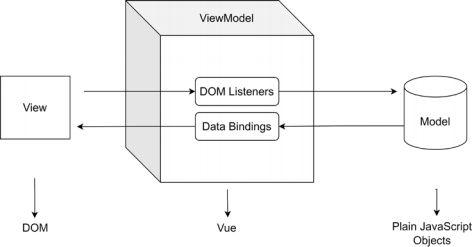 ViewModel
View
DOM Listeners
Data Bindings
Model
DOM
Vue
Plain JavaScript
Objects